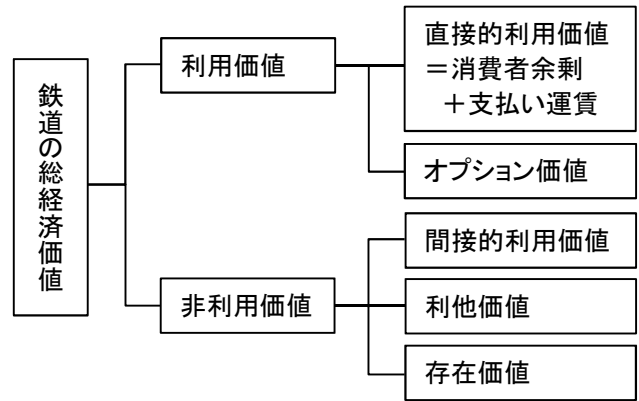 鉄道の総経済価値
利用価値
直接的利用価値
＝消費者余剰
＋支払い運賃
オプション価値
非利用価値
間接的利用価値
利他価値
存在価値